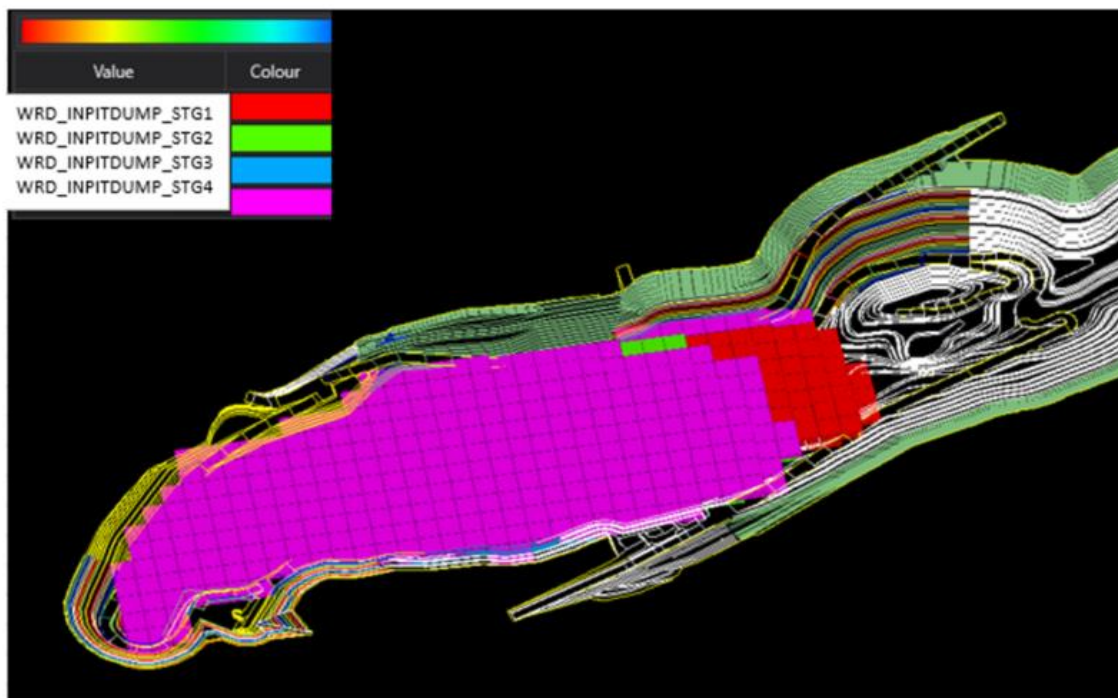 Value Colour
WRD_INPITDUMP_STG1
WRD_INPITDUMP_STG2
WRD_INPITDUMP_STG3
WRD_INPITDUMP_STG4